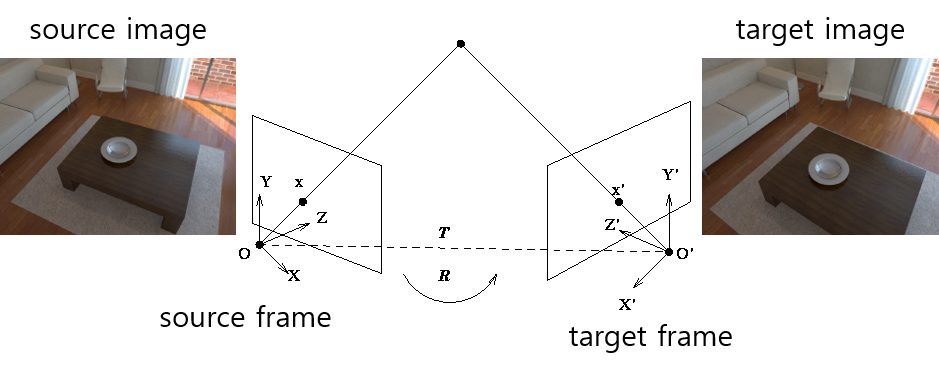 source image
target image
x
x'
Y
Y'
Z
Z'
T
O
O'
X
R
X'
source frame
target frame